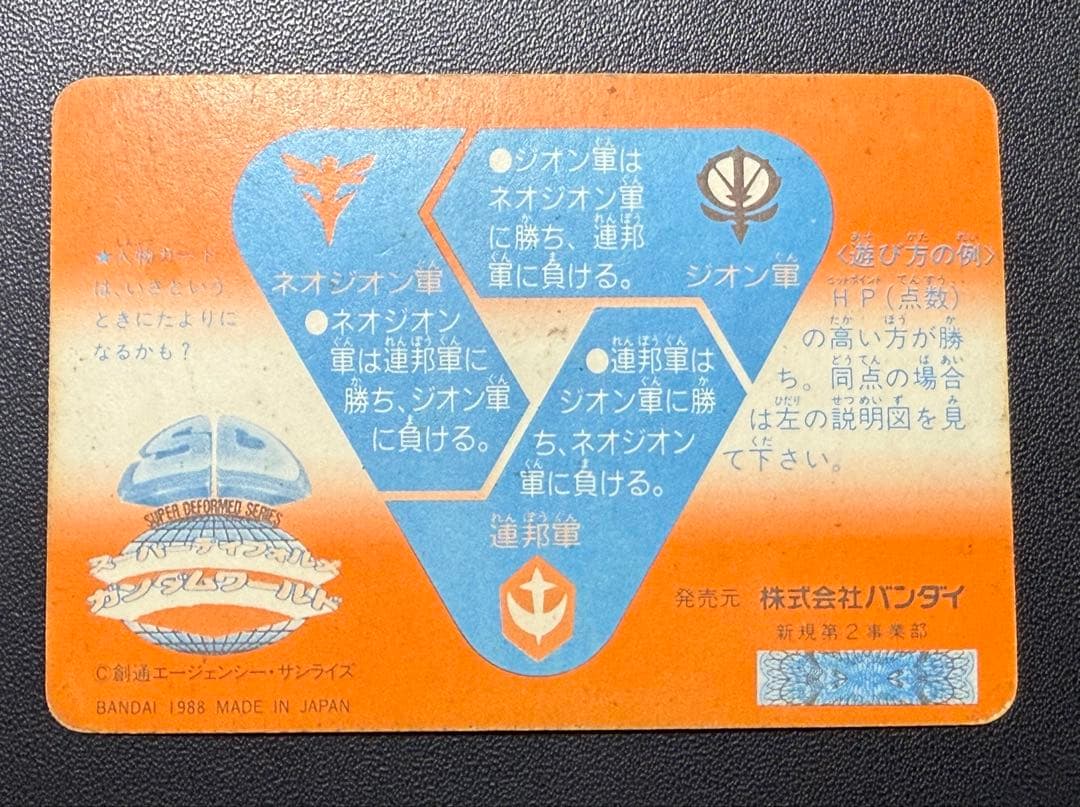 ●ジオン軍は
ネオジオン軍
に勝ち、連邦
軍に負ける。
ジオン軍
ネオジオン軍
●ネオジオン
軍は連邦軍に
勝ち、ジオン軍
に負ける。
●連邦軍は
ジオン軍に勝
ち、ネオジオン
軍に負ける。
連邦軍
★人物カード
は、いざという
ときにたよりに
なるかも?
〈遊び方の例〉
HP(点数)
の高い方が勝
ち。同点の場合
は左の説明図を見
て下さい。
SUPER DEFORMED SERIES
スーパーディフォルメ
ガンダムワールド
©創通エージェンシー・サンライズ
BANDAI 1988 MADE IN JAPAN
発売元 株式会社バンダイ
新規第2事業部